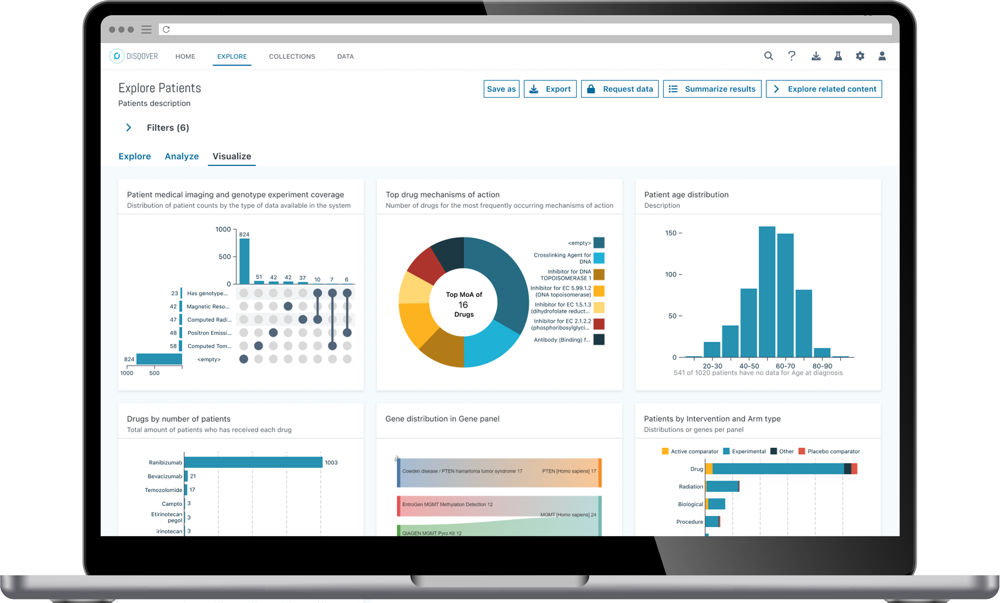 DISQOVER
HOME
EXPLORE
COLLECTIONS
DATA
Explore Patients
Patients description
Save as
Export
Request data
Summarize results
Explore related content
Filters (6)
Explore
Analyze
Visualize
Patient medical imaging and genotype experiment coverage
Distribution of patient counts by the type of data available in the system
1000
500
0
824
51
42
42
37
10
7
6
23 Has genotype...
42 Magnetic Reso...
47 Computed Radi...
48 Positron Emissi...
58 Computed Tom...
824 <empty>
1000
500
Top drug mechanisms of action
Number of drugs for the most frequently occurring mechanisms of action
Top MoA of
16
Drugs
<empty>
Crosslinking Agent for
DNA
Inhibitor for DNA
TOPOISOMERASE 1
Inhibitor for EC 5.99.1.2
(DNA topoisomerase)
Inhibitor for EC 1.5.1.3
(dihydrofolate reduct...
Inhibitor for EC 2.1.2.2
(phosphoribosylglyci...
Antibody (Binding) f...
Patient age distribution
Description
150
100
50
0
20-30
40-50
60-70
80-90
541 of 1020 patients have no data for Age at diagnosis
Drugs by number of patients
Total amount of patients who has received each drug
Ranibizumab 1003
Bevacizumab 21
Temozolomide 17
Campto 3
Etirinotecan
pegol 3
irinotecan 3
Gene distribution in Gene panel
Cowden disease / PTEN hamartoma tumor syndrome 17
PTEN [Homo sapiens] 17
EntroGen MGMT Methylation Detection 12
MGMT [Homo sapiens] 24
QIAGEN MGMT Pyro Kit 12
Patients by Intervention and Arm type
Distributions or genes per panel
Active comparator
Experimental
Other
Placebo comparator
Drug
Radiation
Biological
Procedure